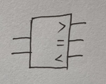 >
=
<